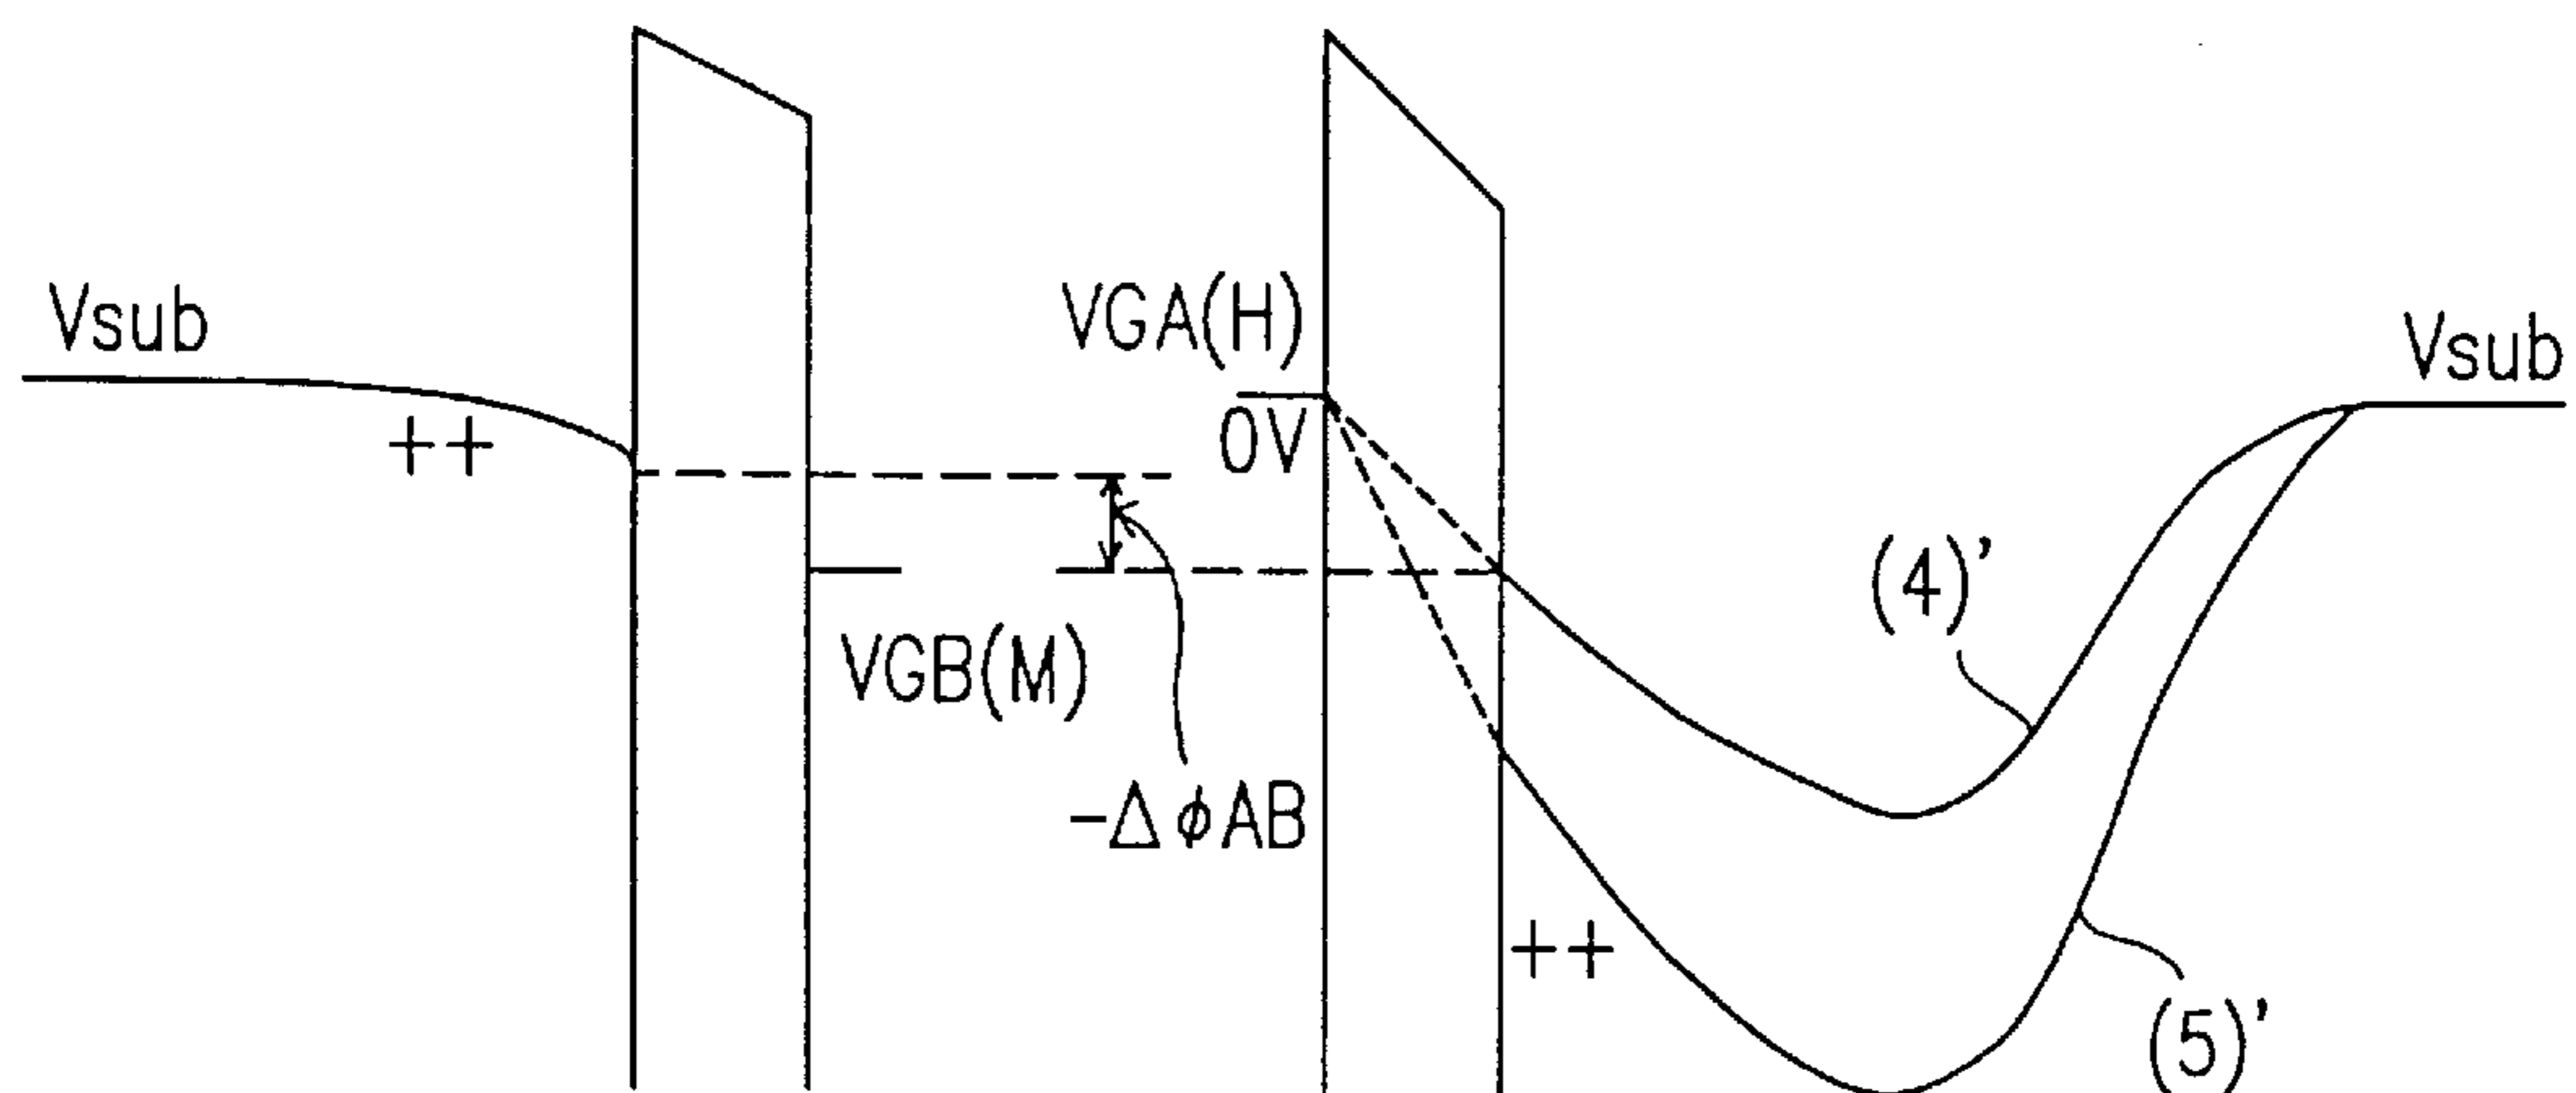 Vsub
VGA(H)
Vsub
++
0V
(4)'
VGB(M)
-ΔϕAB
++
(5)'